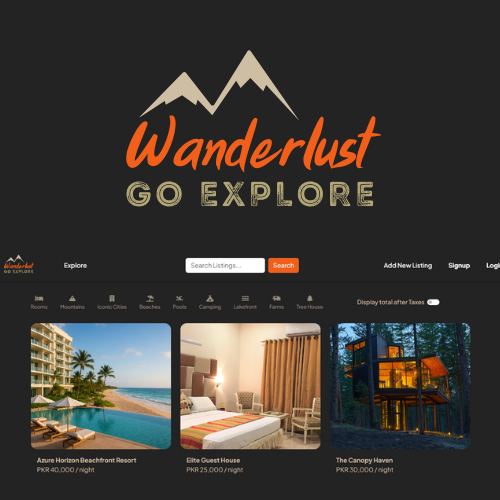 Wanderlust
GO EXPLORE
Wanderlust
GO EXPLORE
Explore
Search Listings...
Search
Add New Listing
Signup
Logi
Rooms
Mountains
Iconic Cities
Beaches
Pools
Camping
Lakefront
Farms
Tree House
Display total after Taxes
Azure Horizon Beachfront Resort
PKR 40,000 / night
Elite Guest House
PKR 25,000 / night
The Canopy Haven
PKR 30,000 / night